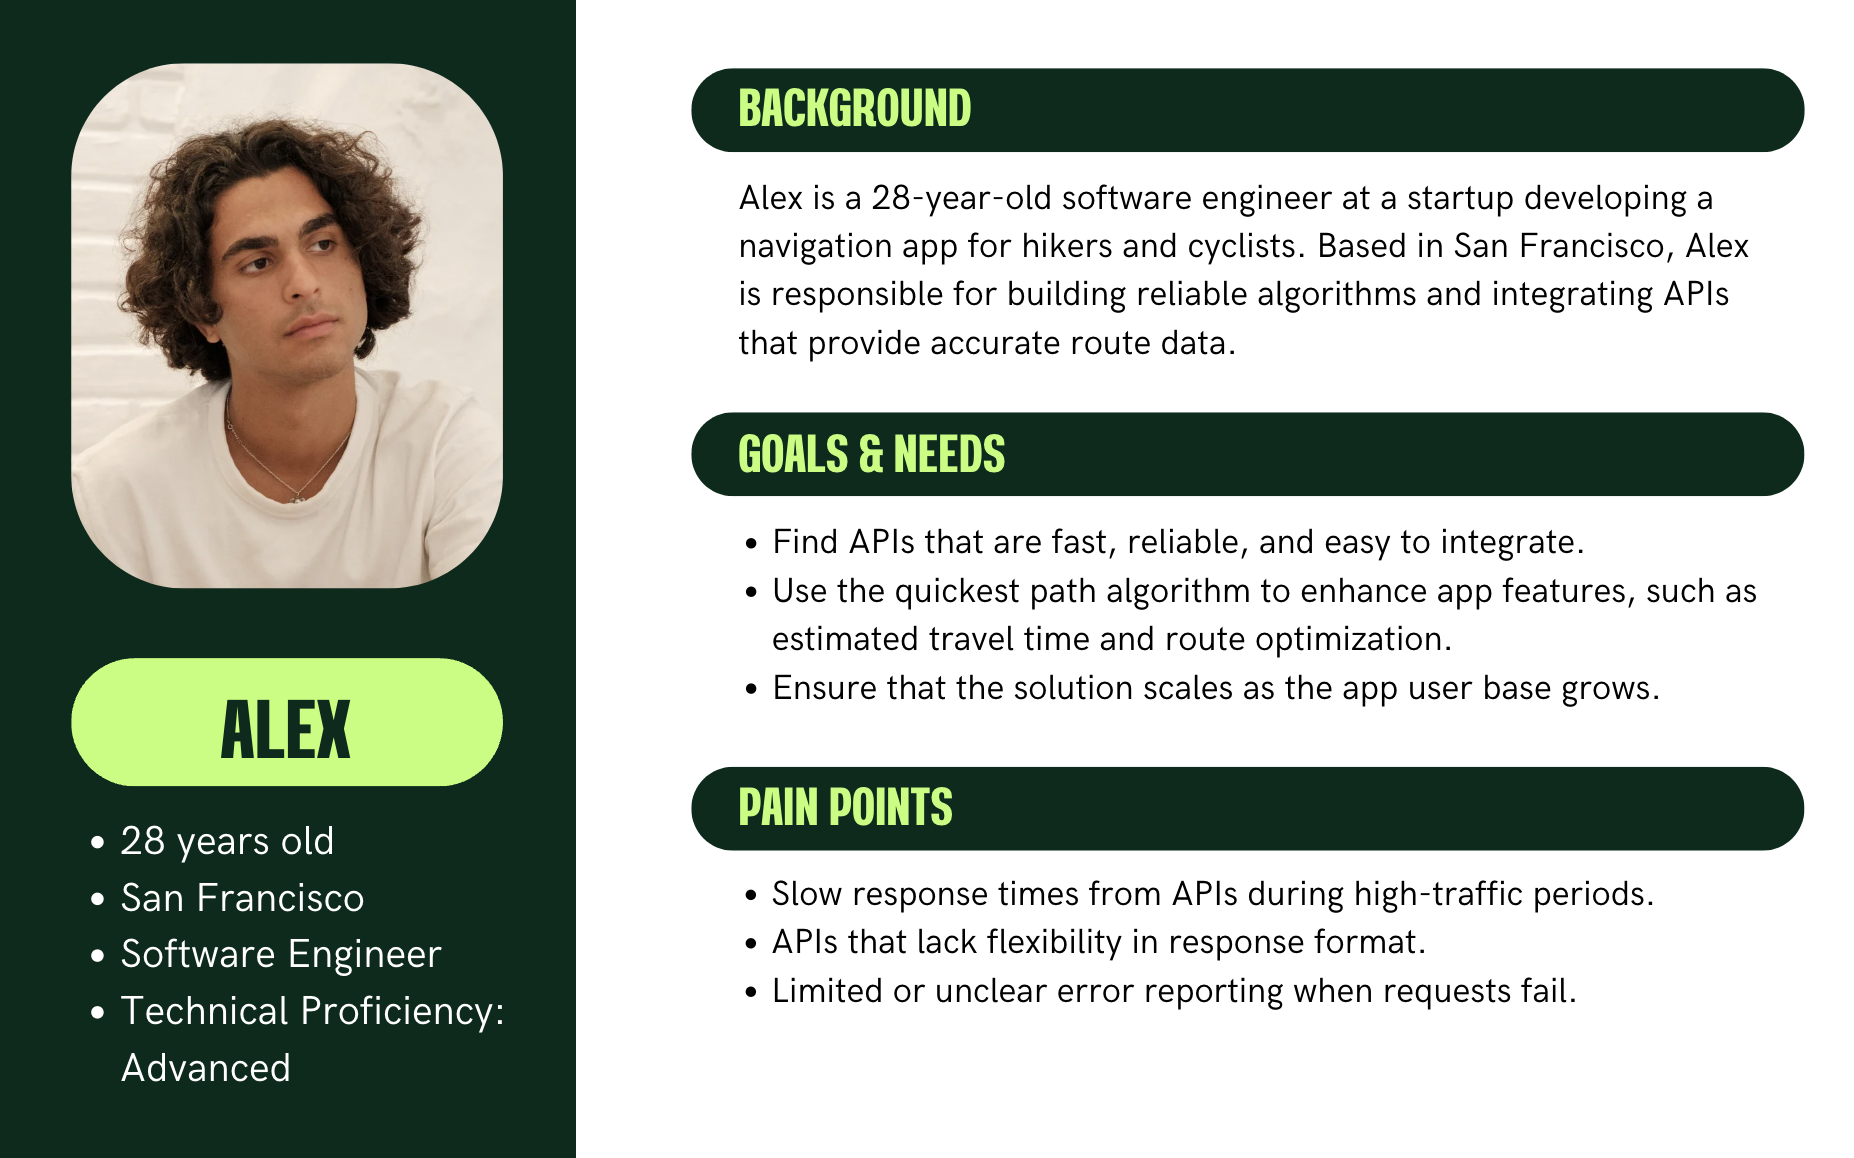 ALEX
• 28 years old
• San Francisco
• Software Engineer
• Technical Proficiency:
Advanced
BACKGROUND
Alex is a 28-year-old software engineer at a startup developing a
navigation app for hikers and cyclists. Based in San Francisco, Alex
is responsible for building reliable algorithms and integrating APIs
that provide accurate route data.
GOALS & NEEDS
• Find APIs that are fast, reliable, and easy to integrate.
• Use the quickest path algorithm to enhance app features, such as
estimated travel time and route optimization.
• Ensure that the solution scales as the app user base grows.
PAIN POINTS
• Slow response times from APIs during high-traffic periods.
• APIs that lack flexibility in response format.
• Limited or unclear error reporting when requests fail.